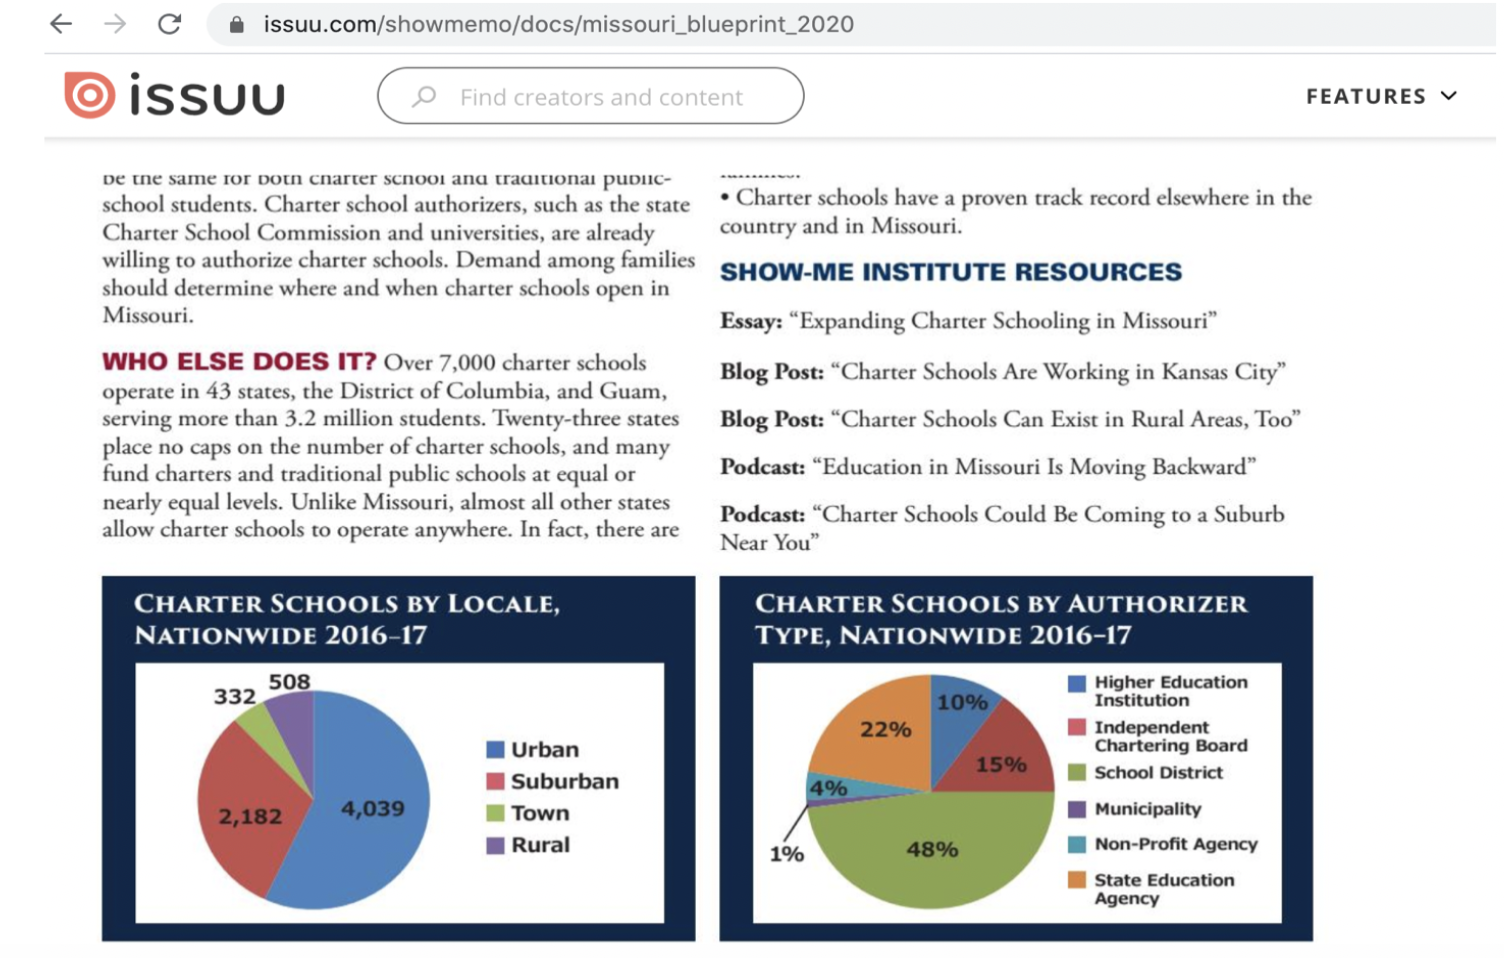 issuu.com/showmemo/docs/missouri_blueprint_2020
issuu
Find creators and content
FEATURES
be the same for both charter school and traditional public-
school students. Charter school authorizers, such as the state
Charter School Commission and universities, are already
willing to authorize charter schools. Demand among families
should determine where and when charter schools open in
Missouri.
WHO ELSE DOES IT? Over 7,000 charter schools
operate in 43 states, the District of Columbia, and Guam,
serving more than 3.2 million students. Twenty-three states
place no caps on the number of charter schools, and many
fund charters and traditional public schools at equal or
nearly equal levels. Unlike Missouri, almost all other states
allow charter schools to operate anywhere. In fact, there are
• Charter schools have a proven track record elsewhere in the
country and in Missouri.
SHOW-ME INSTITUTE RESOURCES
Essay: “Expanding Charter Schooling in Missouri”
Blog Post: “Charter Schools Are Working in Kansas City”
Blog Post: “Charter Schools Can Exist in Rural Areas, Too”
Podcast: “Education in Missouri Is Moving Backward”
Podcast: “Charter Schools Could Be Coming to a Suburb
Near You”
CHARTER SCHOOLS BY LOCALE,
NATIONWIDE 2016–17
508
332
2,182
4,039
Urban
Suburban
Town
Rural
CHARTER SCHOOLS BY AUTHORIZER
TYPE, NATIONWIDE 2016–17
10%
22%
15%
4%
48%
1%
Higher Education
Institution
Independent
Chartering Board
School District
Municipality
Non-Profit Agency
State Education
Agency